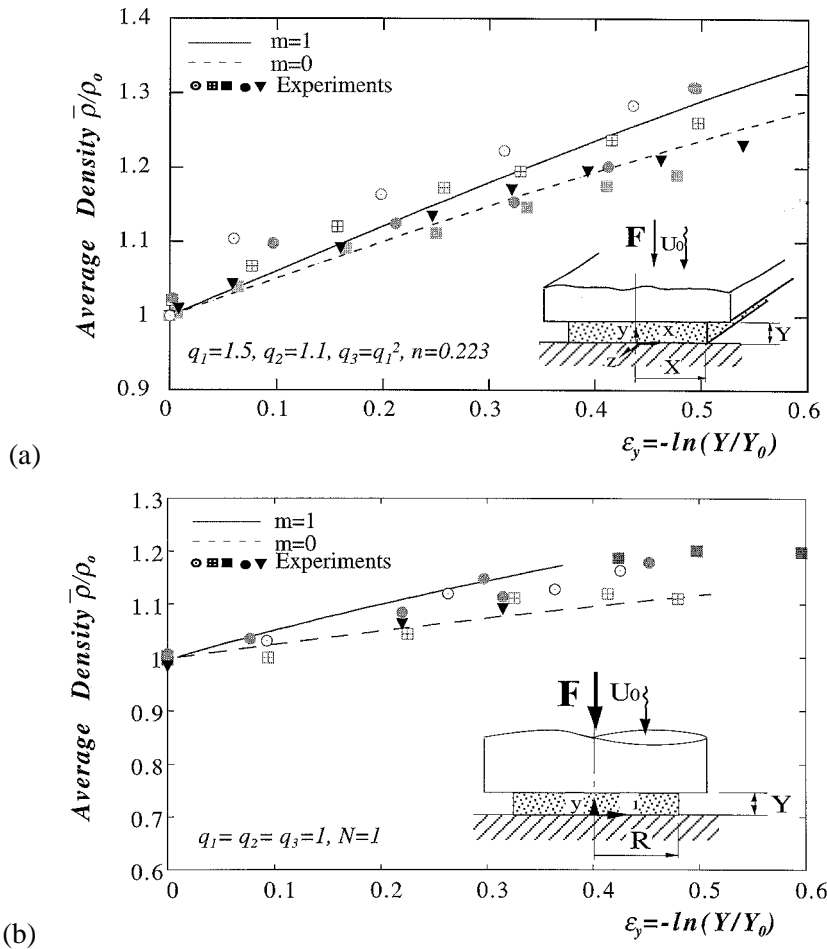 1.4
m=1
m=0
Experiments
1.3
1.2
1.1
1
0.9
Average Density ρ̄/ρo
F
U0
y
x
z
Y
X
q1=1.5, q2=1.1, q3=q1², n=0.223
0
0.1
0.2
0.3
0.4
0.5
0.6
εy=-ln(Y/Y0)
(a)
1.3
m=1
m=0
Experiments
1.2
1.1
1
0.9
0.8
0.7
0.6
Average Density ρ̄/ρo
F
U0
y
Y
R
q1= q2= q3=1, N=1
0
0.1
0.2
0.3
0.4
0.5
0.6
εy=-ln(Y/Y0)
(b)